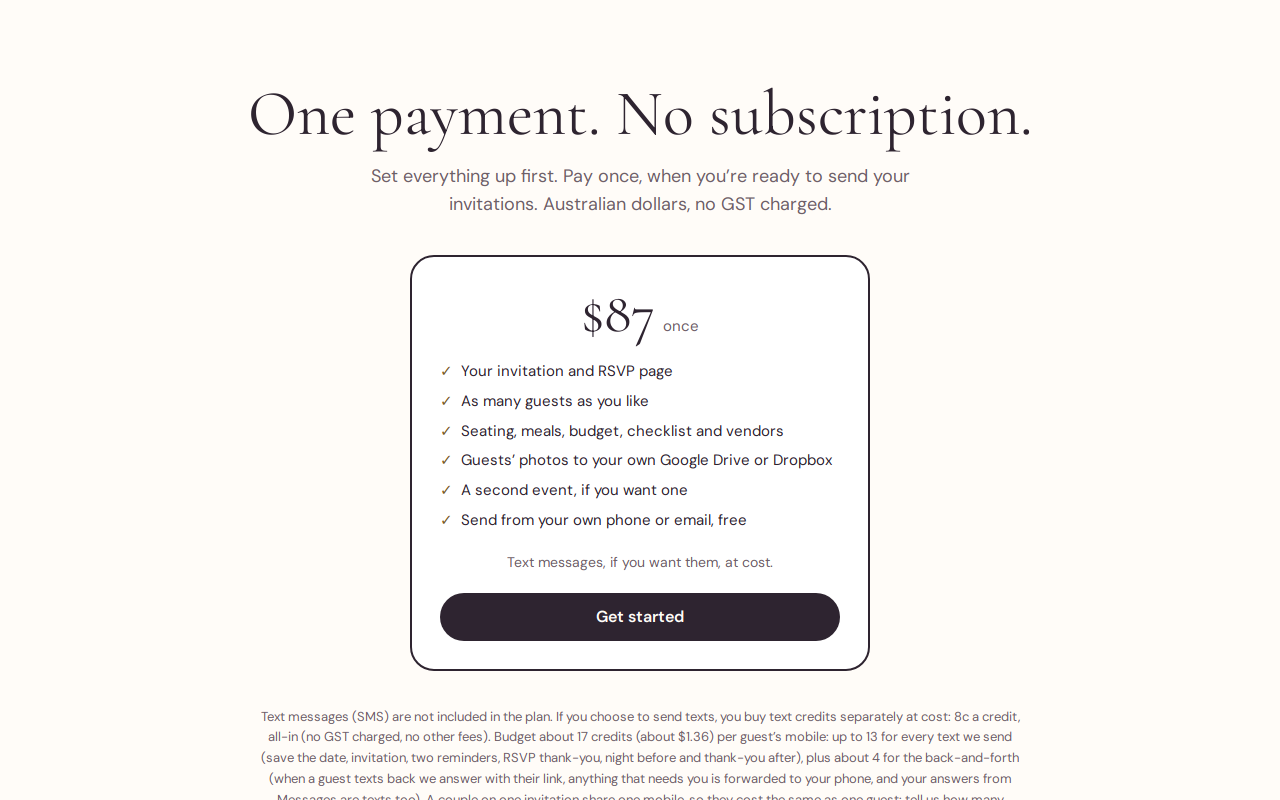 One payment. No subscription.
Set everything up first. Pay once, when you’re ready to send your
invitations. Australian dollars, no GST charged.
$87 once
✓ Your invitation and RSVP page
✓ As many guests as you like
✓ Seating, meals, budget, checklist and vendors
✓ Guests’ photos to your own Google Drive or Dropbox
✓ A second event, if you want one
✓ Send from your own phone or email, free
Text messages, if you want them, at cost.
Get started
Text messages (SMS) are not included in the plan. If you choose to send texts, you buy text credits separately at cost: 8c a credit,
all-in (no GST charged, no other fees). Budget about 17 credits (about $1.36) per guest’s mobile: up to 13 for every text we send
(save the date, invitation, two reminders, RSVP thank-you, night before and thank-you after), plus about 4 for the back-and-forth
(when a guest texts back we answer with their link, anything that needs you is forwarded to your phone, and your answers from
Messages are texts too). A couple on one invitation share one mobile, so they cost the same as one guest; tell us how many